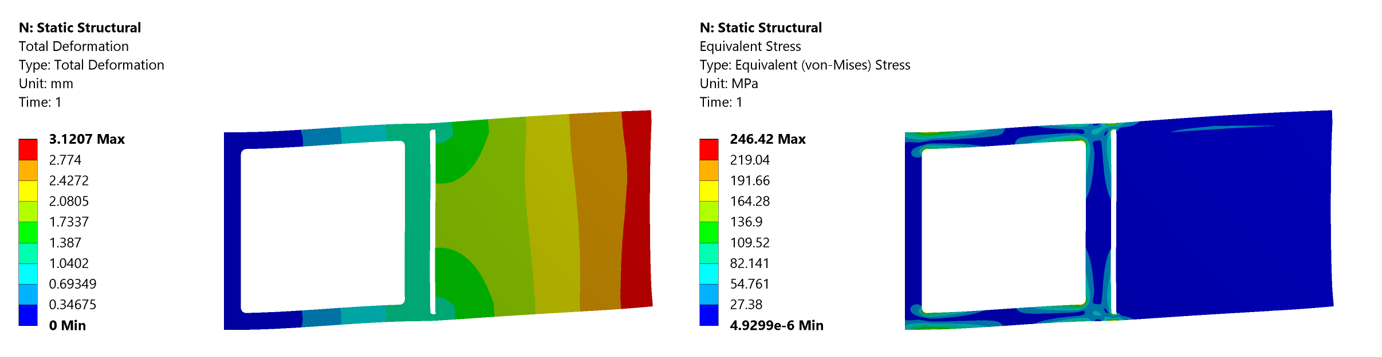 N: Static Structural
Total Deformation
Type: Total Deformation
Unit: mm
Time: 1
3.1207 Max
2.774
2.4272
2.0805
1.7337
1.387
1.0402
0.69349
0.34675
0 Min
N: Static Structural
Equivalent Stress
Type: Equivalent (von-Mises) Stress
Unit: MPa
Time: 1
246.42 Max
219.04
191.66
164.28
136.9
109.52
82.141
54.761
27.38
4.9299e-6 Min